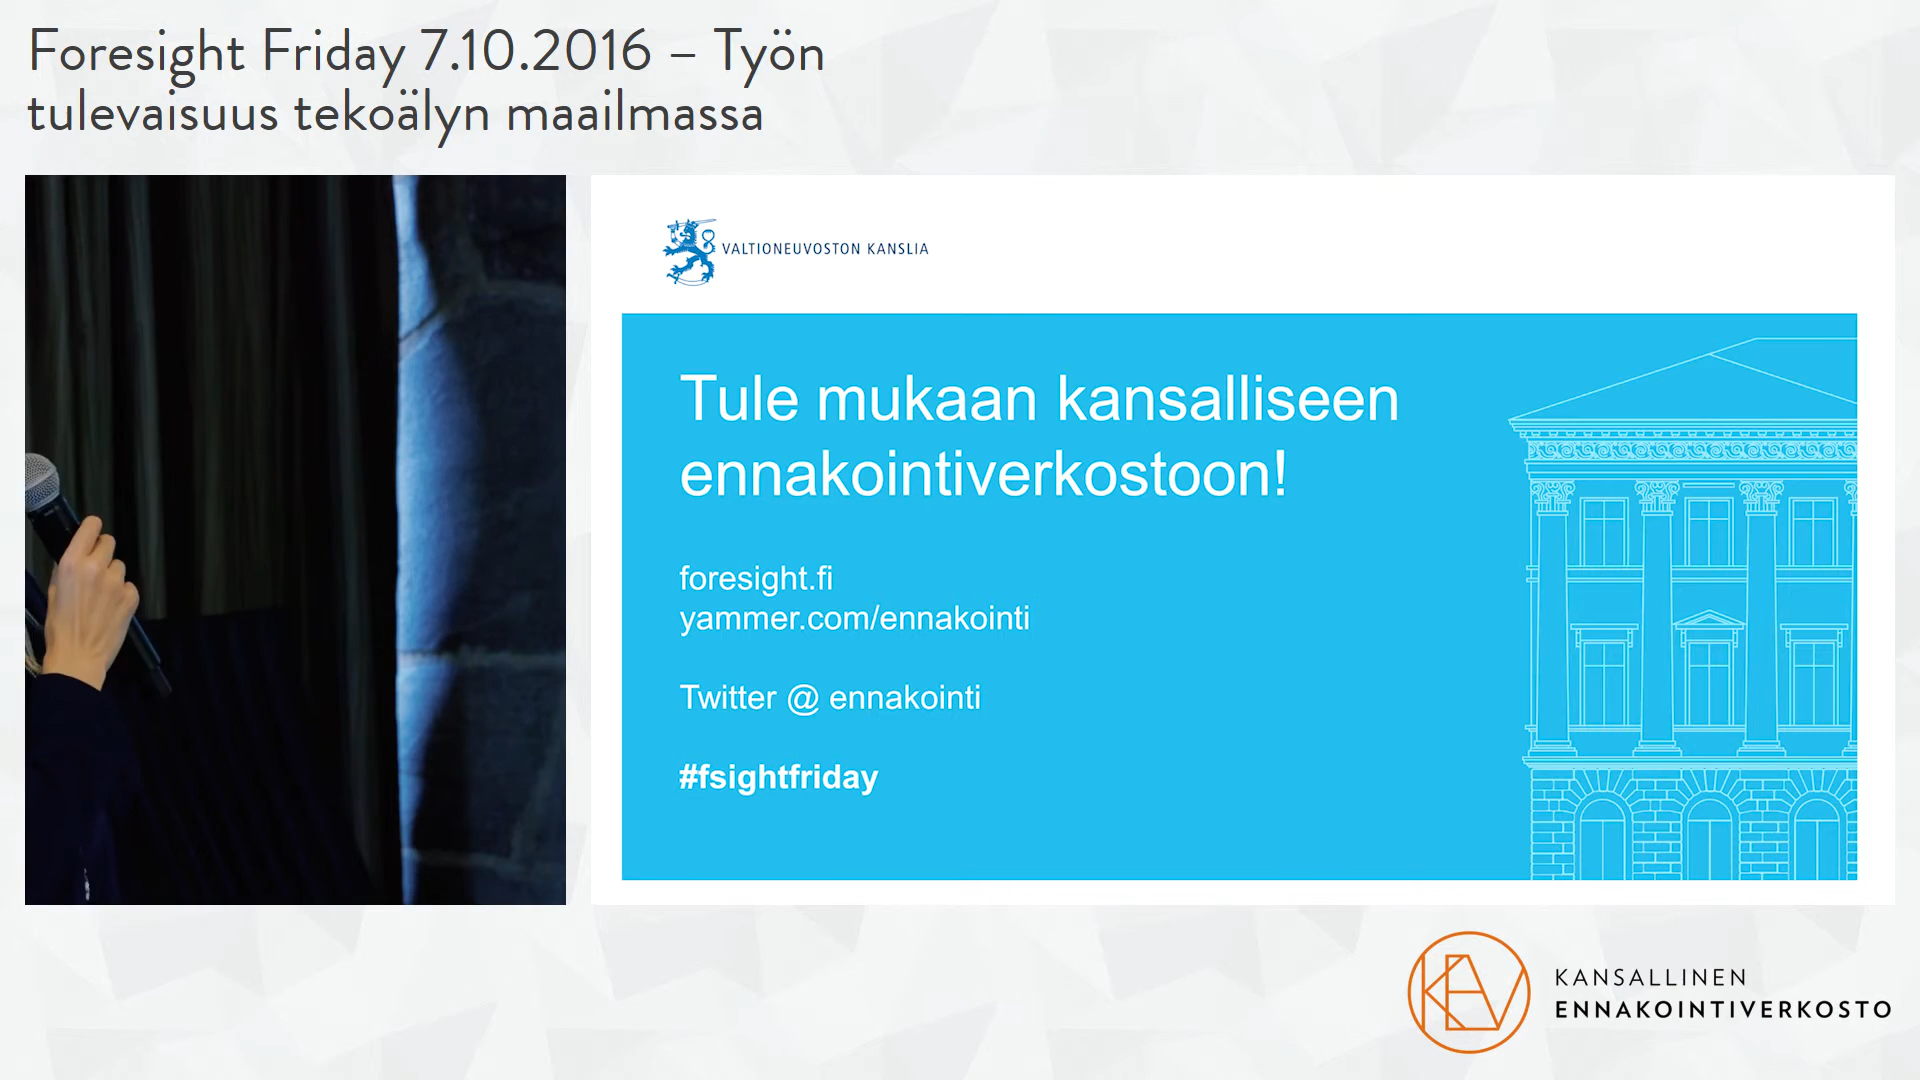 Foresight Friday 7.10.2016 – Työn
tulevaisuus tekoälyn maailmassa
VALTIONEUVOSTON KANSLIA
Tule mukaan kansalliseen
ennakointiverkostoon!
foresight.fi
yammer.com/ennakointi
Twitter @ ennakointi
#fsightfriday
KEV
KANSALLINEN
ENNAKOINTIVERKOSTO